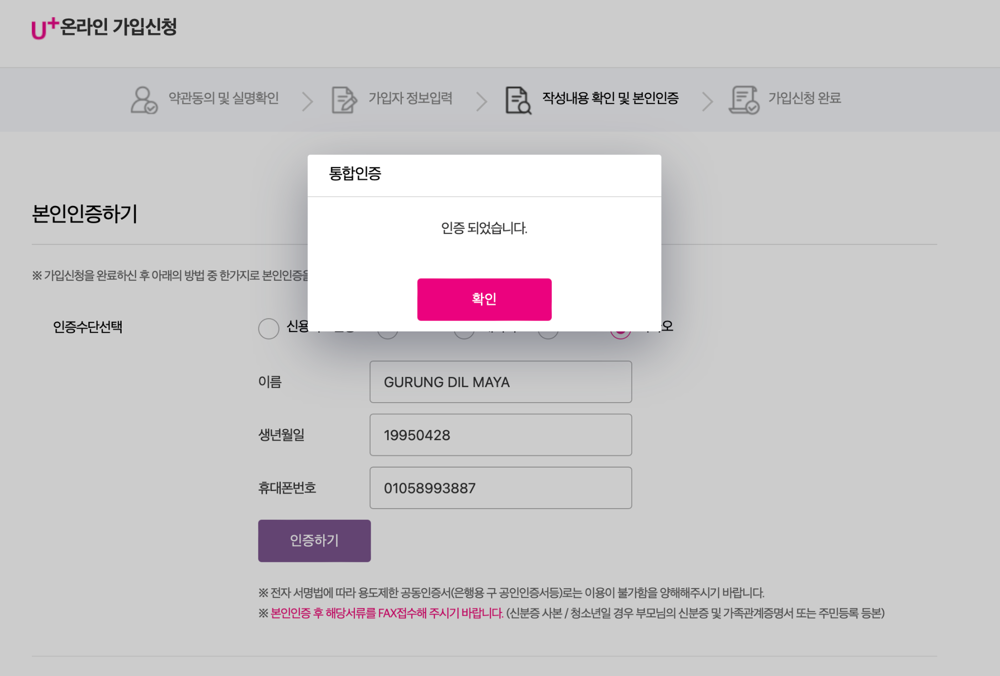 U+온라인 가입신청
약관동의 및 실명확인
가입자 정보입력
작성내용 확인 및 본인인증
가입신청 완료
통합인증
인증 되었습니다.
확인
본인인증하기
※ 가입신청을 완료하신 후 아래의 방법 중 한가지로 본인인증을
인증수단선택
신용
오
이름
GURUNG DIL MAYA
생년월일
19950428
휴대폰번호
01058993887
인증하기
※ 전자 서명법에 따라 용도제한 공동인증서(은행용 구 공인인증서등)로는 이용이 불가함을 양해해주시기 바랍니다.
※ 본인인증 후 해당서류를 FAX접수해 주시기 바랍니다. (신분증 사본 / 청소년일 경우 부모님의 신분증 및 가족관계증명서 또는 주민등록 등본)